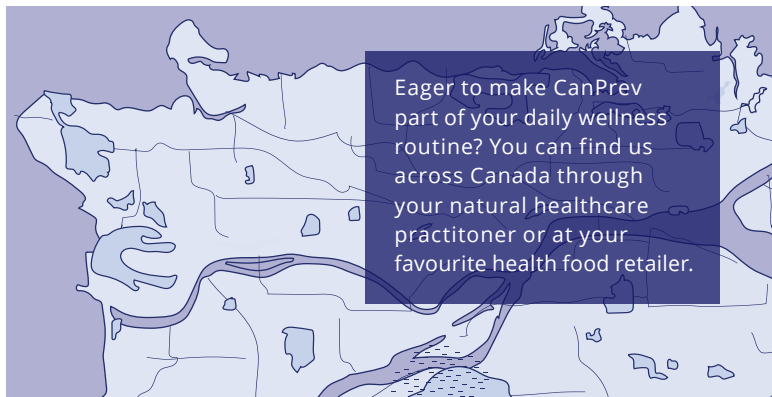 Eager to make CanPrev
part of your daily wellness
routine? You can find us
across Canada through
your natural healthcare
practitoner or at your
favourite health food retailer.